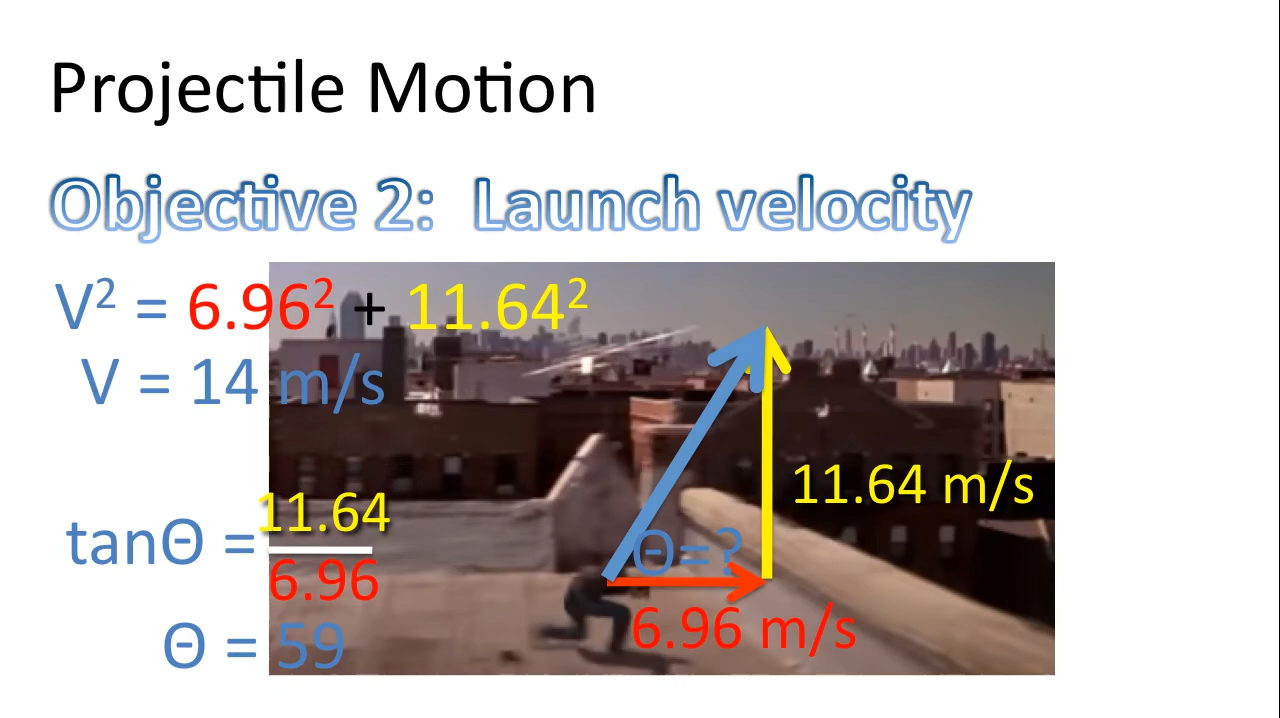 Projectile Motion
Objective 2: Launch velocity
V² = 6.96² + 11.64²
V = 14 m/s
11.64 m/s
tanΘ = 11.64
6.96
Θ=?
6.96 m/s
Θ = 59